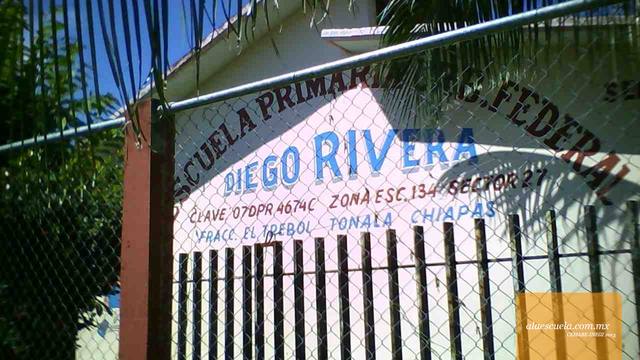 ESCUELA PRIMARIA RUR. FEDERAL
DIEGO RIVERA
CLAVE, 07DPR4674C ZONA ESC. 134 SECTOR 27
FRACC. EL TREBOL TONALA CHIAPAS
alaescuela.com.mx